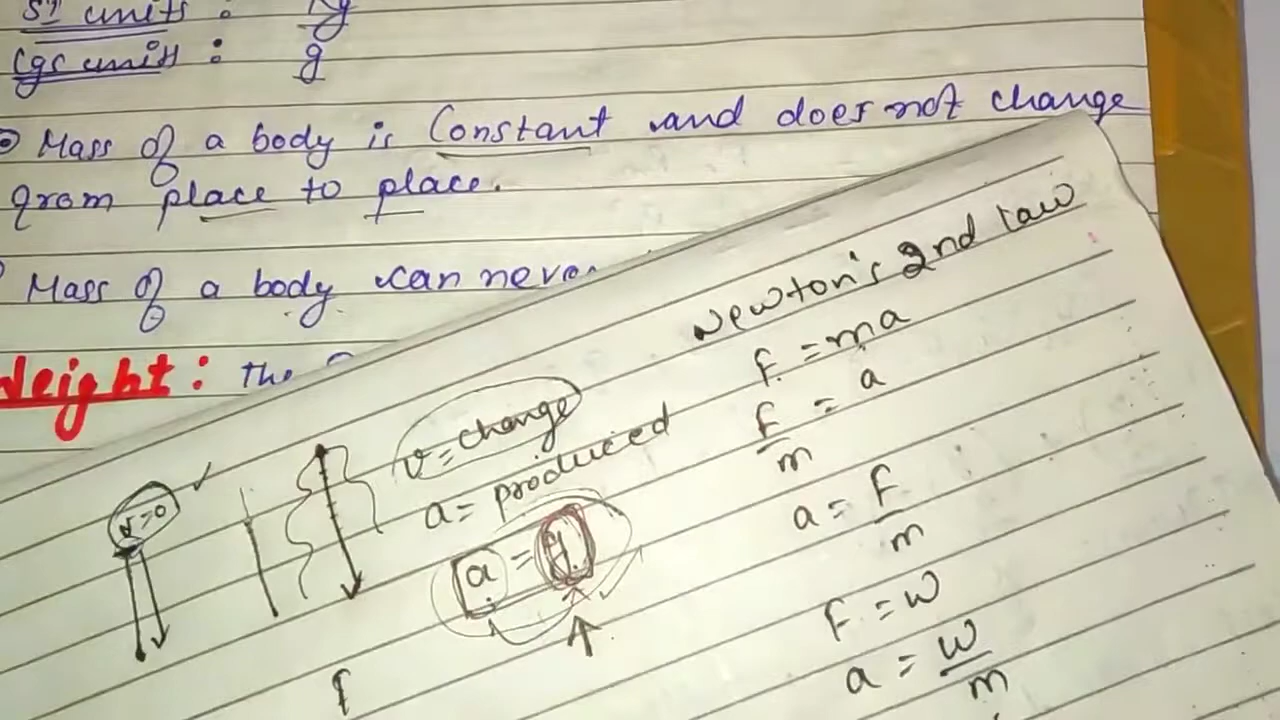 SI units : Kg
Cgs units : g
Mass of a body is Constant and does not change
from place to place.
Mass of a body can never
Weight: The
Newton's 2nd law
F = ma
F/m = a
a = F/m
F = w
a = w/m
v=0
v= change
a= produced
a = g